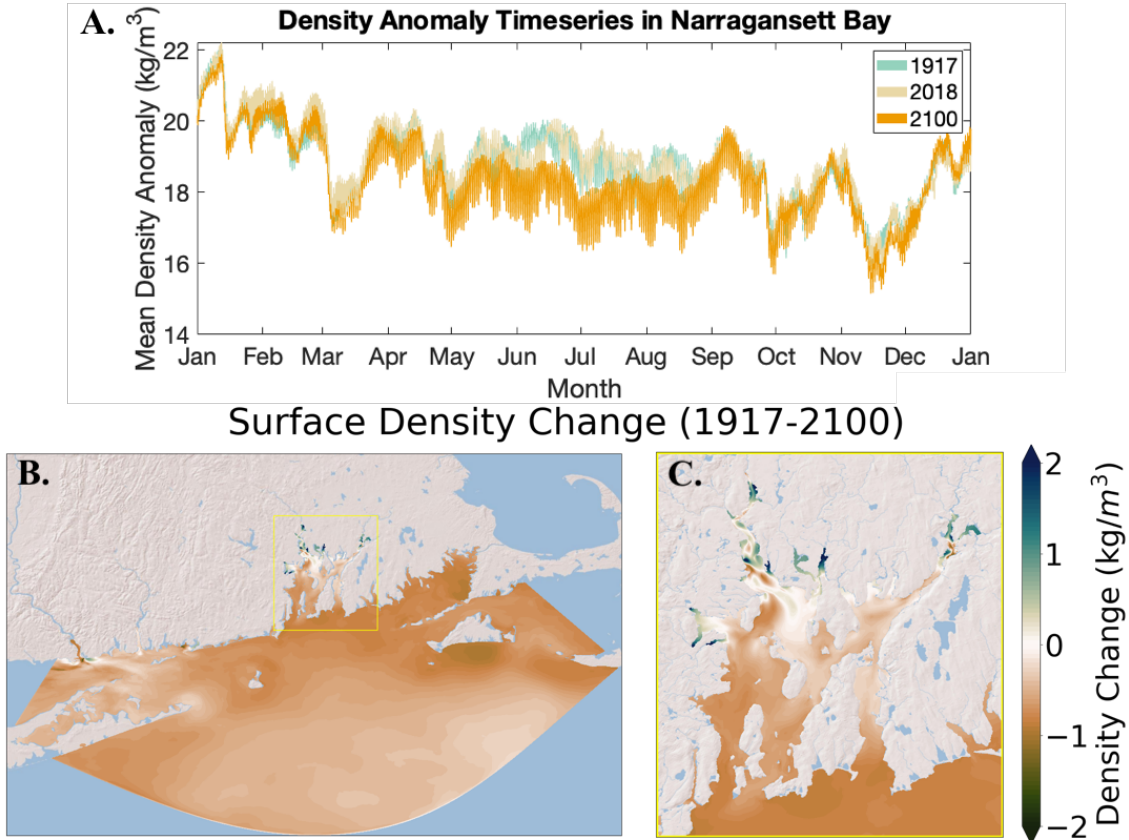 A.
Density Anomaly Timeseries in Narragansett Bay
Mean Density Anomaly (kg/m³)
22
20
18
16
14
1917
2018
2100
Jan Feb Mar Apr May Jun Jul Aug Sep Oct Nov Dec Jan
Month
Surface Density Change (1917-2100)
B.
C.
2
1
0
−1
−2
Density Change (kg/m³)